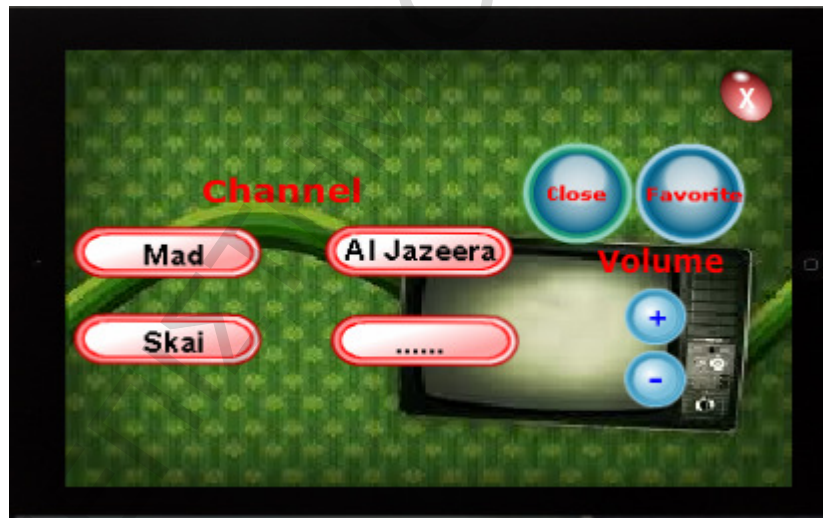 X
Close Favorite
Channel
Volume
Mad
Al Jazeera
+
Skai
......
-